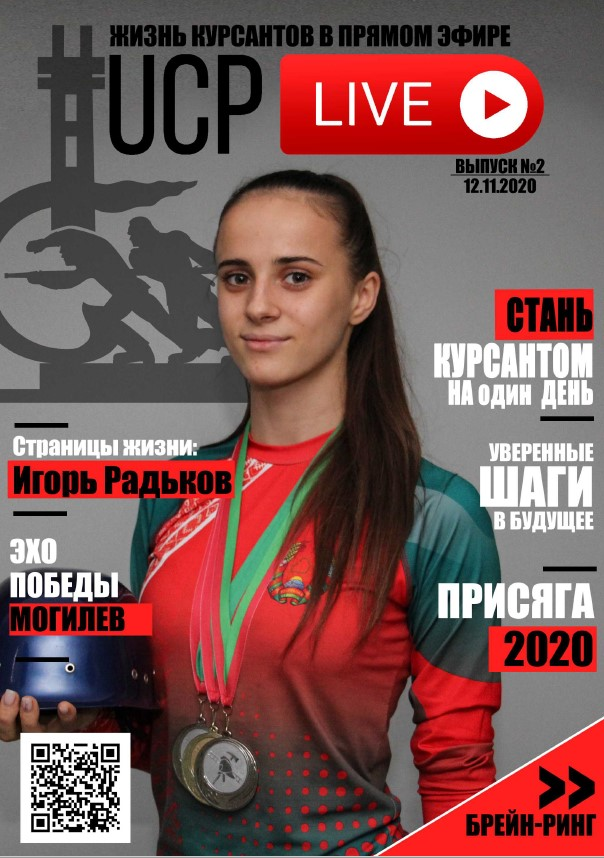 ЖИЗНЬ КУРСАНТОВ В ПРЯМОМ ЭФИРЕ
UCP LIVE
ВЫПУСК №2
12.11.2020
СТАНЬ
КУРСАНТОМ
НА один ДЕНЬ
Страницы жизни:
Игорь Радьков
УВЕРЕННЫЕ
ШАГИ
В БУДУЩЕЕ
ЭХО
ПОБЕДЫ
МОГИЛЕВ
ПРИСЯГА
2020
>>
БРЕЙН-РИНГ